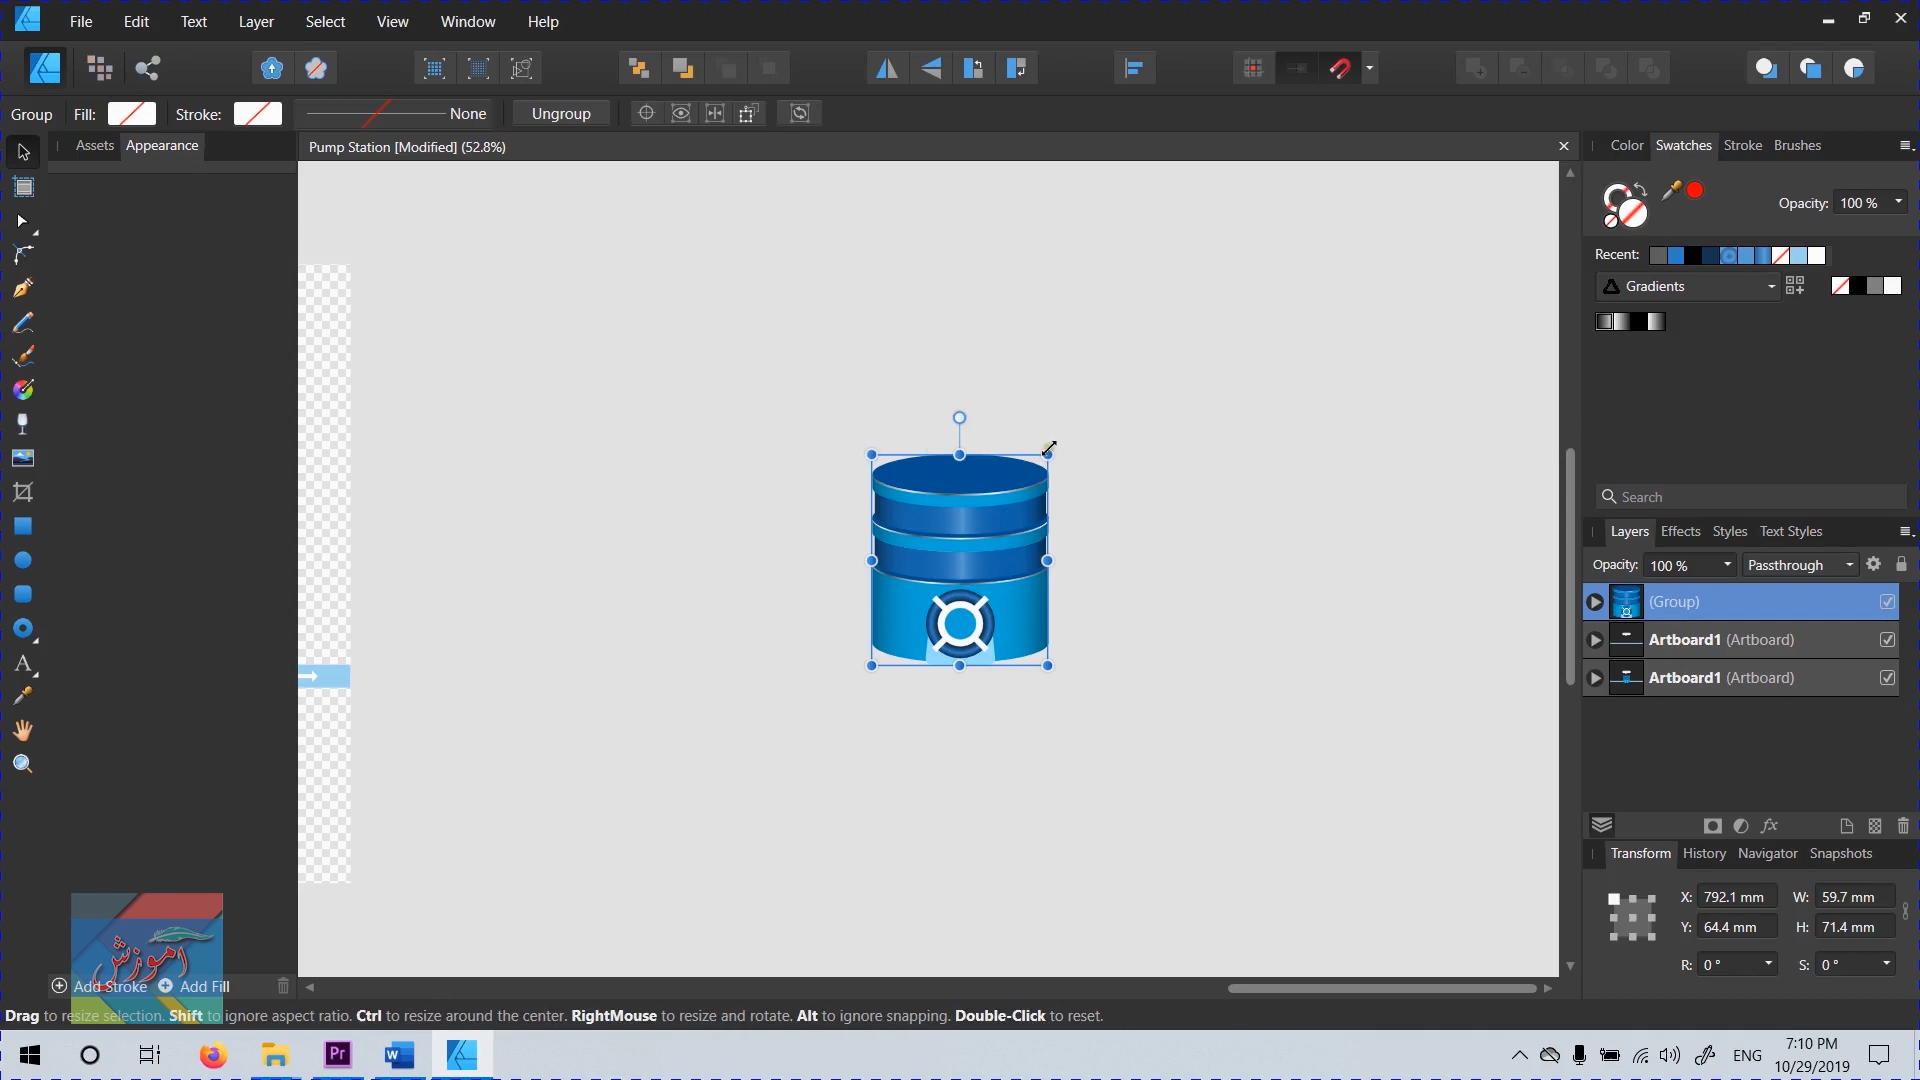 File Edit Text Layer Select View Window Help
Group Fill: Stroke: None Ungroup
Assets Appearance
Pump Station [Modified] (52.8%)
Color Swatches Stroke Brushes
Opacity: 100 %
Recent:
Gradients
Search
Layers Effects Styles Text Styles
Opacity: 100 % Passthrough
(Group)
Artboard1 (Artboard)
Artboard1 (Artboard)
fx
Transform History Navigator Snapshots
X: 792.1 mm W: 59.7 mm
Y: 64.4 mm H: 71.4 mm
R: 0 ° S: 0 °
آموزش
Add Stroke Add Fill
Drag to resize selection. Shift to ignore aspect ratio. Ctrl to resize around the center. RightMouse to resize and rotate. Alt to ignore snapping. Double-Click to reset.
Pr W ENG 7:10 PM
10/29/2019